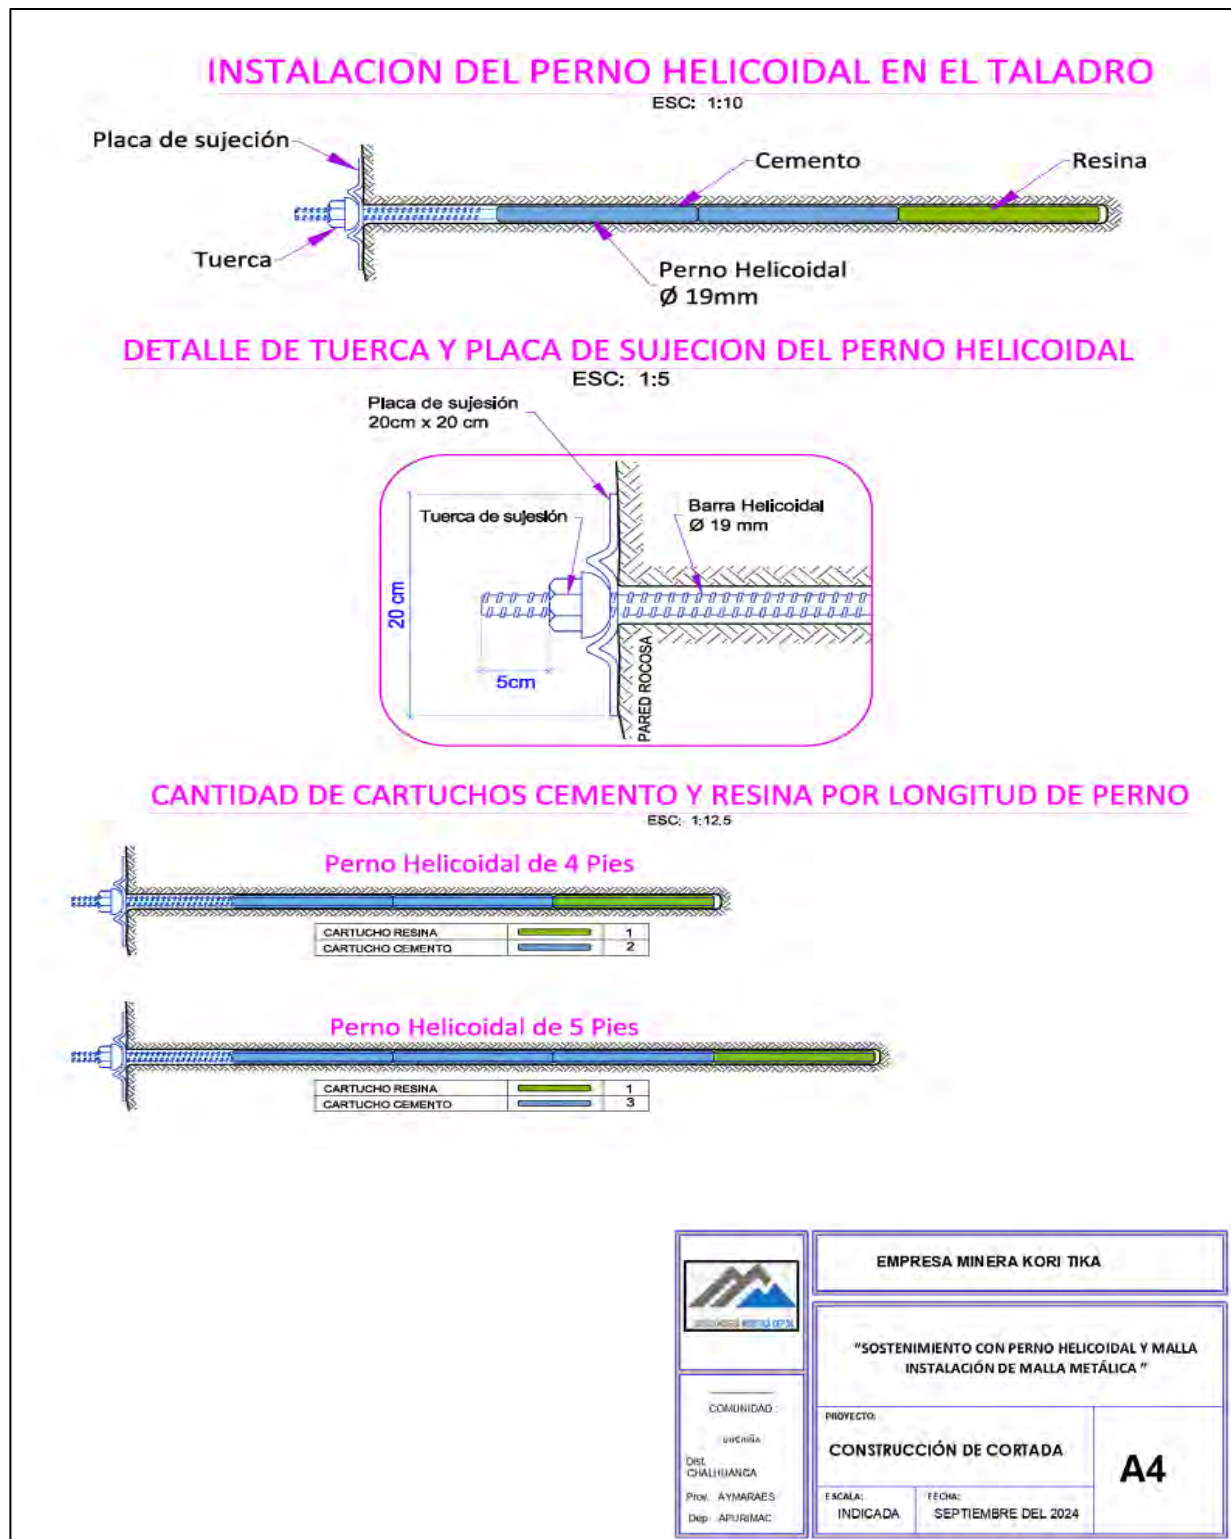 INSTALACION DEL PERNO HELICOIDAL EN EL TALADRO
ESC: 1:10
Placa de sujeción
Cemento
Resina
Tuerca
Perno Helicoidal
Ø 19mm
DETALLE DE TUERCA Y PLACA DE SUJECION DEL PERNO HELICOIDAL
ESC: 1:5
Placa de sujesión
20cm x 20 cm
Tuerca de sujesión
Barra Helicoidal
Ø 19 mm
20 cm
5cm
PARED ROCOSA
CANTIDAD DE CARTUCHOS CEMENTO Y RESINA POR LONGITUD DE PERNO
ESC: 1:12.5
Perno Helicoidal de 4 Pies
CARTUCHO RESINA 1
CARTUCHO CEMENTO 2
Perno Helicoidal de 5 Pies
CARTUCHO RESINA 1
CARTUCHO CEMENTO 3
EMPRESA MINERA KORI TIKA
"SOSTENIMIENTO CON PERNO HELICOIDAL Y MALLA
INSTALACIÓN DE MALLA METÁLICA "
COMUNIDAD :
Dist.
CHALHUANCA
Prov. AYMARAES
Dep. APURIMAC
PROYECTO:
CONSTRUCCIÓN DE CORTADA
A4
ESCALA:
INDICADA
FECHA:
SEPTIEMBRE DEL 2024